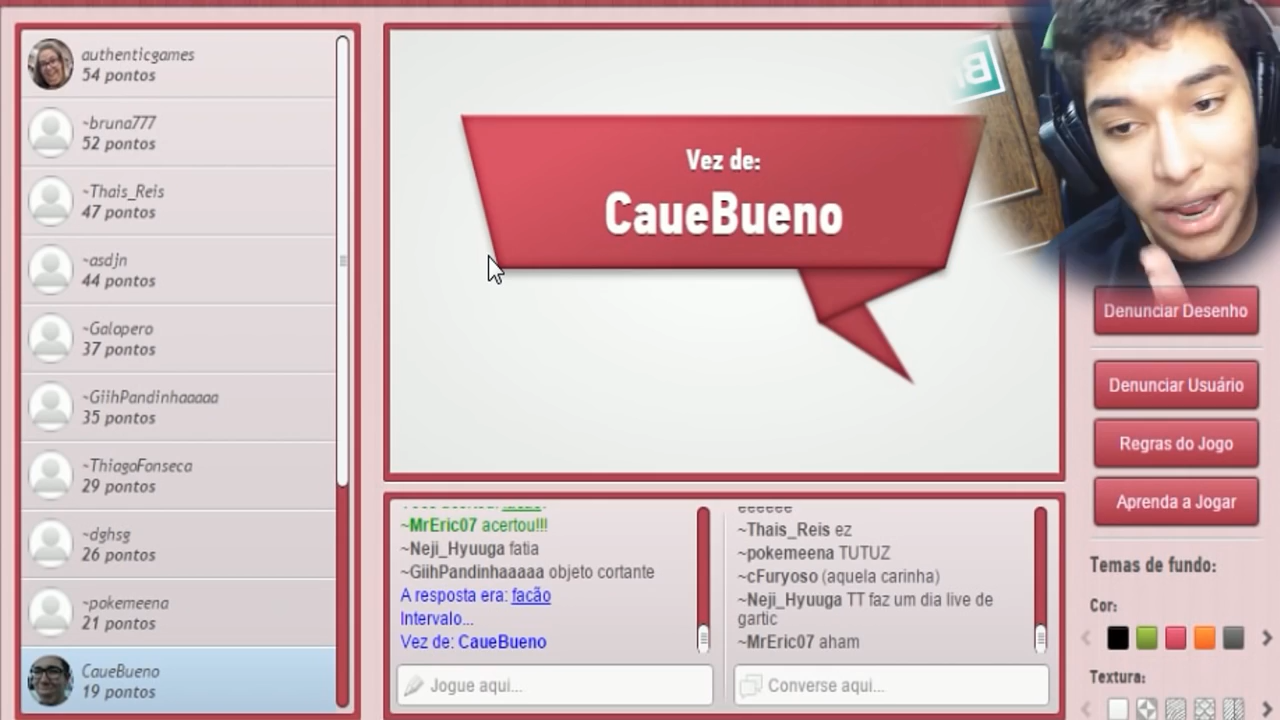 authenticgames
54 pontos
~bruna777
52 pontos
~Thais_Reis
47 pontos
~asdjn
44 pontos
~Galopero
37 pontos
~GiihPandinhaaaaa
35 pontos
~ThiagoFonseca
29 pontos
~dghsg
26 pontos
~pokemeena
21 pontos
CaueBueno
19 pontos
Vez de:
CaueBueno
~MrEric07 acertou!!!
~Neji_Hyuuga fatia
~GiihPandinhaaaaa objeto cortante
A resposta era: facão
Intervalo...
Vez de: CaueBueno
Jogue aqui...
eeeeee
~Thais_Reis ez
~pokemeena TUTUZ
~cFuryoso (aquela carinha)
~Neji_Hyuuga TT faz um dia live de
gartic
~MrEric07 aham
Converse aqui...
Denunciar Desenho
Denunciar Usuário
Regras do Jogo
Aprenda a Jogar
Temas de fundo:
Cor:
Textura: